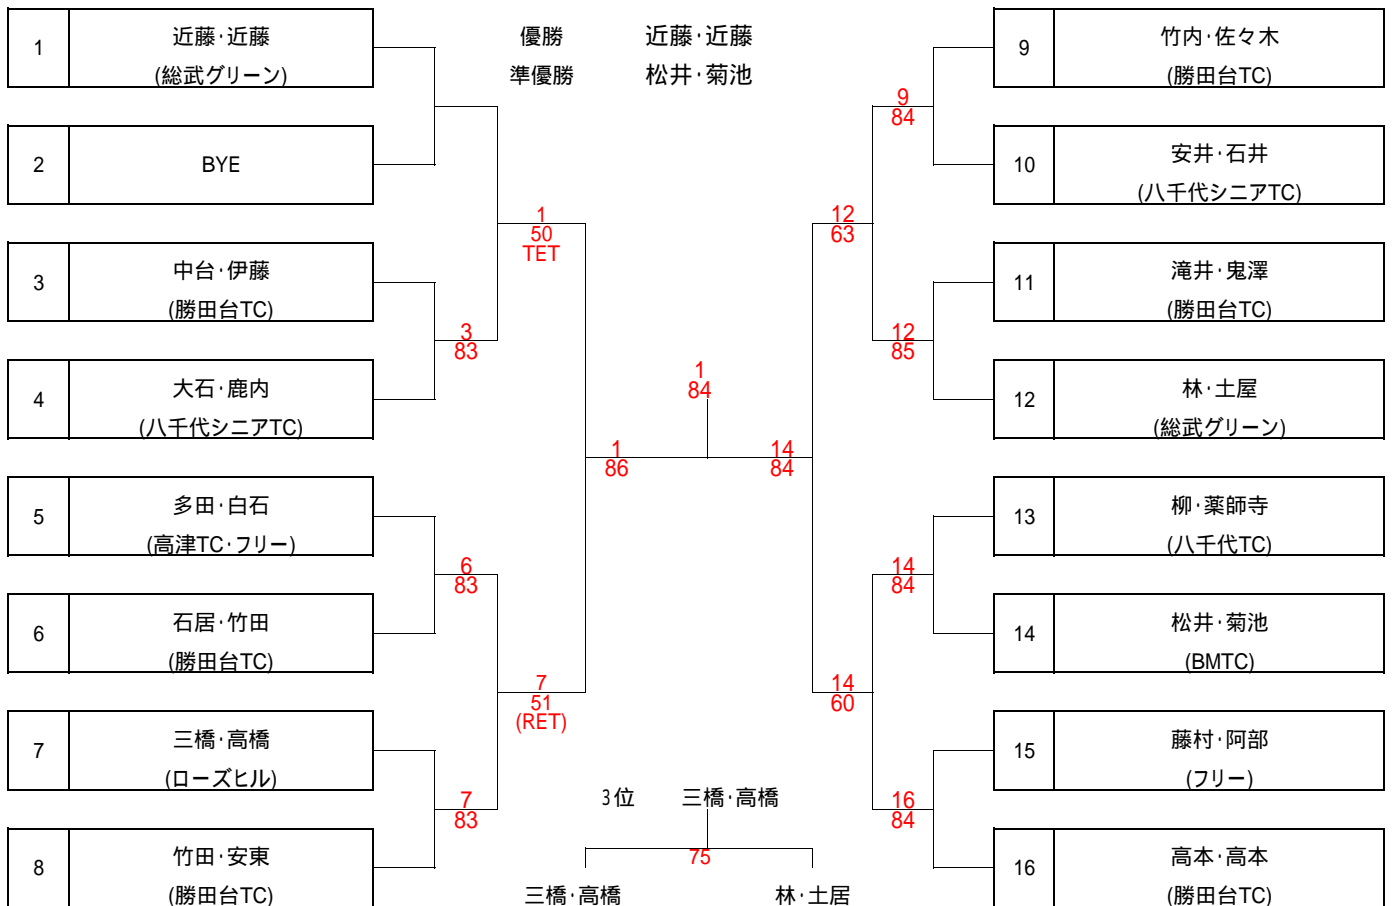 1
近藤・近藤
(総武グリーン)
2
BYE
3
中台・伊藤
(勝田台TC)
4
大石・鹿内
(八千代シニアTC)
5
多田・白石
(高津TC・フリー)
6
石居・竹田
(勝田台TC)
7
三橋・高橋
(ローズヒル)
8
竹田・安東
(勝田台TC)
3
83
6
83
7
83
1
50
TET
7
51
(RET)
1
86
優勝 近藤・近藤
準優勝 松井・菊池
1
84
14
84
3位 三橋・高橋
75
三橋・高橋 林・土居
12
63
14
60
9
84
12
85
14
84
16
84
9
竹内・佐々木
(勝田台TC)
10
安井・石井
(八千代シニアTC)
11
滝井・鬼澤
(勝田台TC)
12
林・土屋
(総武グリーン)
13
柳・薬師寺
(八千代TC)
14
松井・菊池
(BMTC)
15
藤村・阿部
(フリー)
16
高本・高本
(勝田台TC)